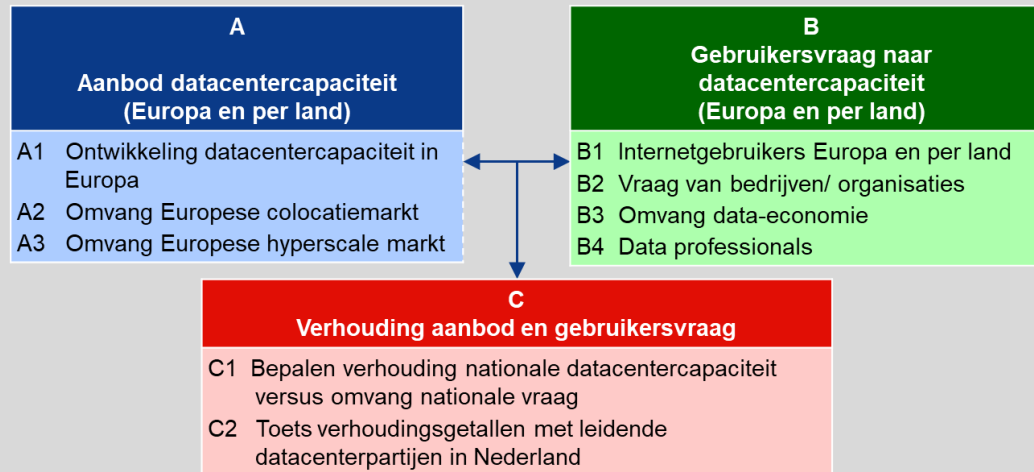 A
Aanbod datacentercapaciteit
(Europa en per land)
A1 Ontwikkeling datacentercapaciteit in
Europa
A2 Omvang Europese colocatiemarkt
A3 Omvang Europese hyperscale markt
B
Gebruikersvraag naar
datacentercapaciteit
(Europa en per land)
B1 Internetgebruikers Europa en per land
B2 Vraag van bedrijven/ organisaties
B3 Omvang data-economie
B4 Data professionals
C
Verhouding aanbod en gebruikersvraag
C1 Bepalen verhouding nationale datacentercapaciteit
versus omvang nationale vraag
C2 Toets verhoudingsgetallen met leidende
datacenterpartijen in Nederland